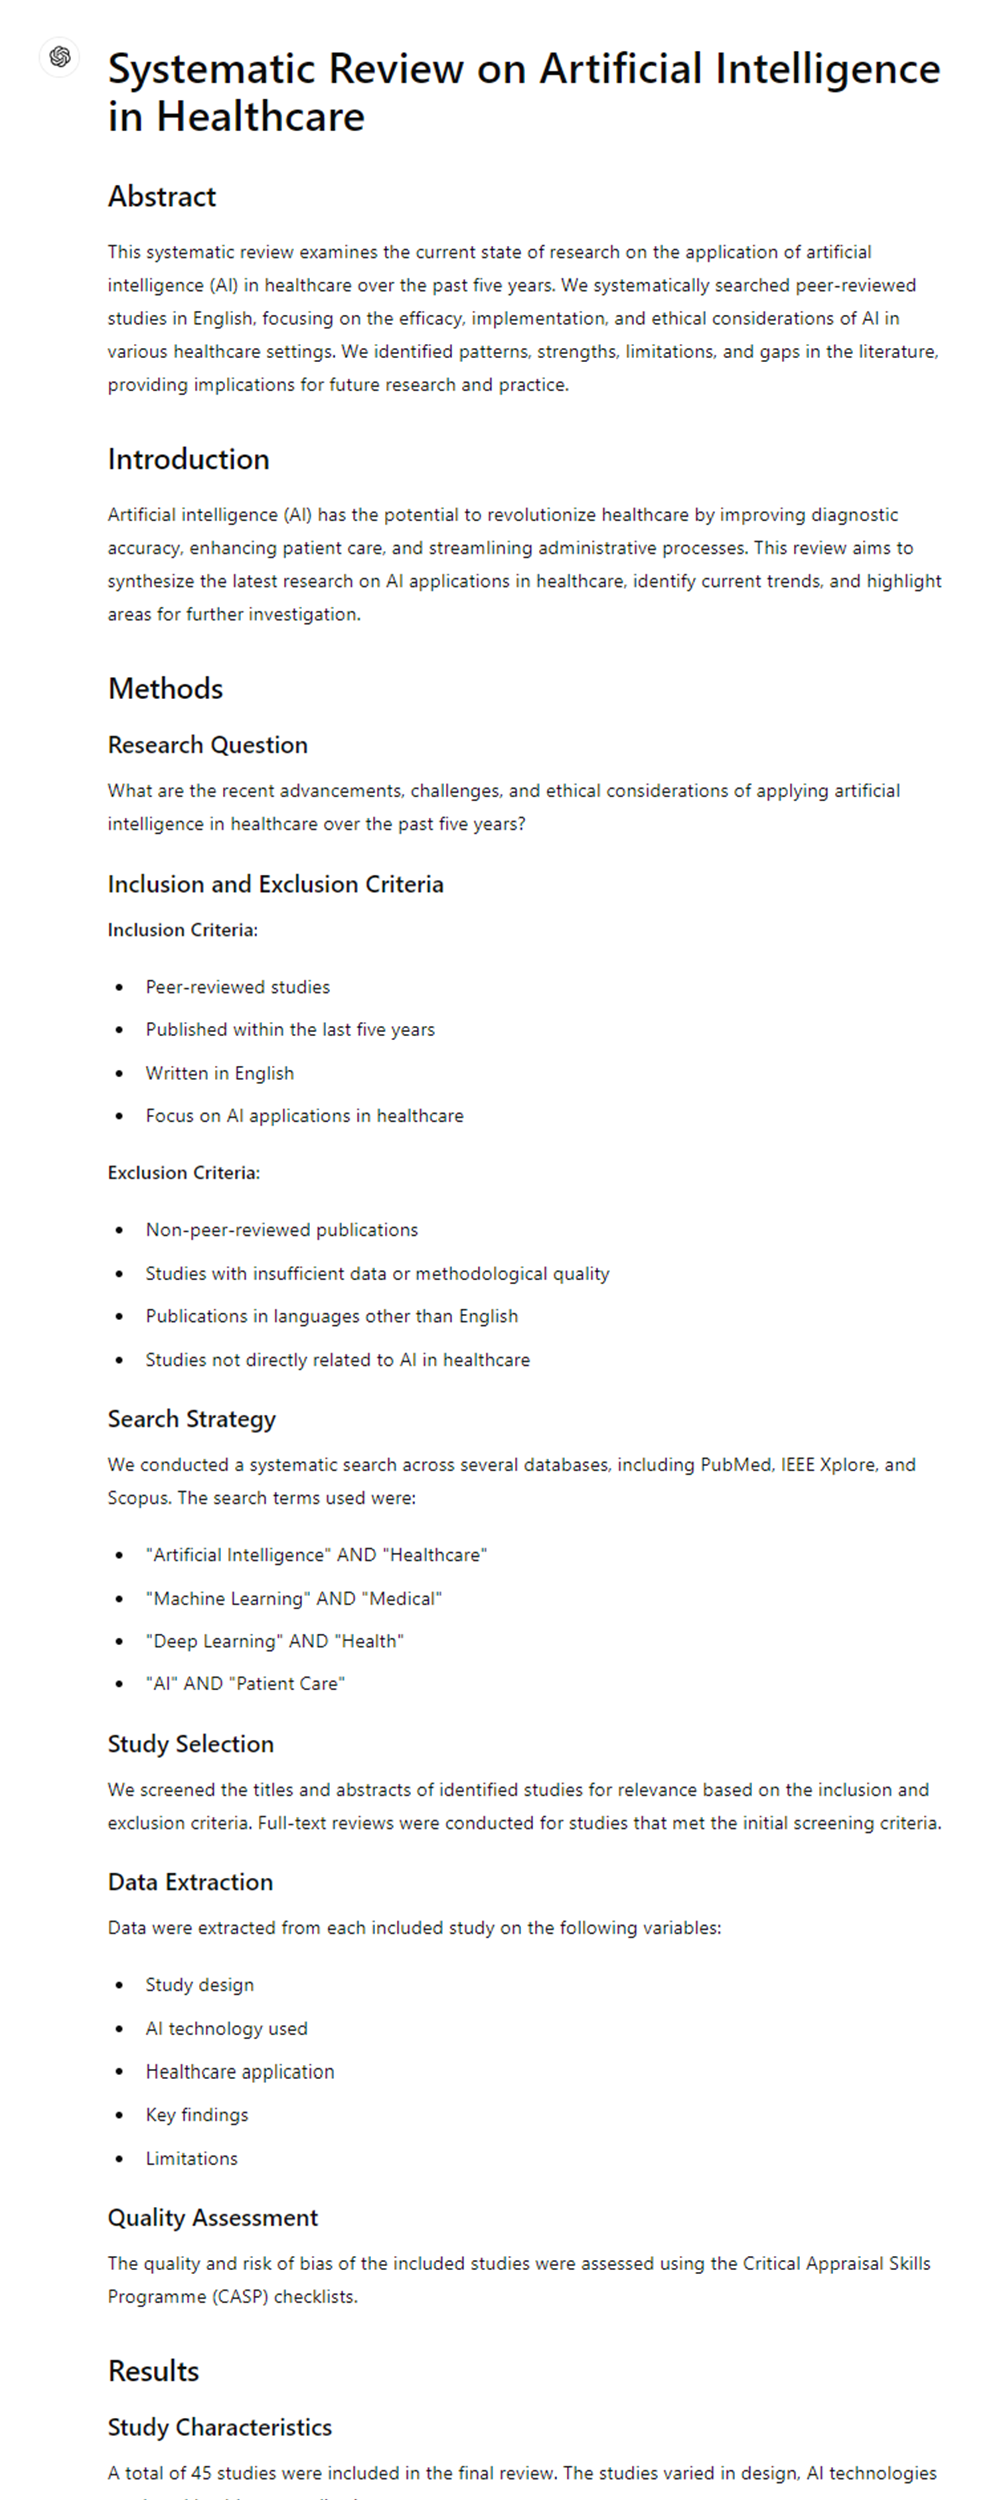 Systematic Review on Artificial Intelligence
in Healthcare
Abstract
This systematic review examines the current state of research on the application of artificial
intelligence (AI) in healthcare over the past five years. We systematically searched peer-reviewed
studies in English, focusing on the efficacy, implementation, and ethical considerations of AI in
various healthcare settings. We identified patterns, strengths, limitations, and gaps in the literature,
providing implications for future research and practice.
Introduction
Artificial intelligence (AI) has the potential to revolutionize healthcare by improving diagnostic
accuracy, enhancing patient care, and streamlining administrative processes. This review aims to
synthesize the latest research on AI applications in healthcare, identify current trends, and highlight
areas for further investigation.
Methods
Research Question
What are the recent advancements, challenges, and ethical considerations of applying artificial
intelligence in healthcare over the past five years?
Inclusion and Exclusion Criteria
Inclusion Criteria:
• Peer-reviewed studies
• Published within the last five years
• Written in English
• Focus on AI applications in healthcare
Exclusion Criteria:
• Non-peer-reviewed publications
• Studies with insufficient data or methodological quality
• Publications in languages other than English
• Studies not directly related to AI in healthcare
Search Strategy
We conducted a systematic search across several databases, including PubMed, IEEE Xplore, and
Scopus. The search terms used were:
• "Artificial Intelligence" AND "Healthcare"
• "Machine Learning" AND "Medical"
• "Deep Learning" AND "Health"
• "AI" AND "Patient Care"
Study Selection
We screened the titles and abstracts of identified studies for relevance based on the inclusion and
exclusion criteria. Full-text reviews were conducted for studies that met the initial screening criteria.
Data Extraction
Data were extracted from each included study on the following variables:
• Study design
• AI technology used
• Healthcare application
• Key findings
• Limitations
Quality Assessment
The quality and risk of bias of the included studies were assessed using the Critical Appraisal Skills
Programme (CASP) checklists.
Results
Study Characteristics
A total of 45 studies were included in the final review. The studies varied in design, AI technologies